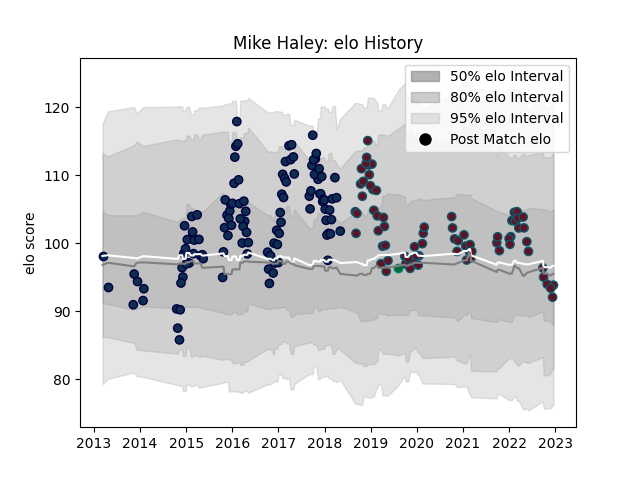 Mike Haley: elo History
50% elo Interval
80% elo Interval
95% elo Interval
Post Match elo
elo score
120
110
100
90
80
2013 2014 2015 2016 2017 2018 2019 2020 2021 2022 2023